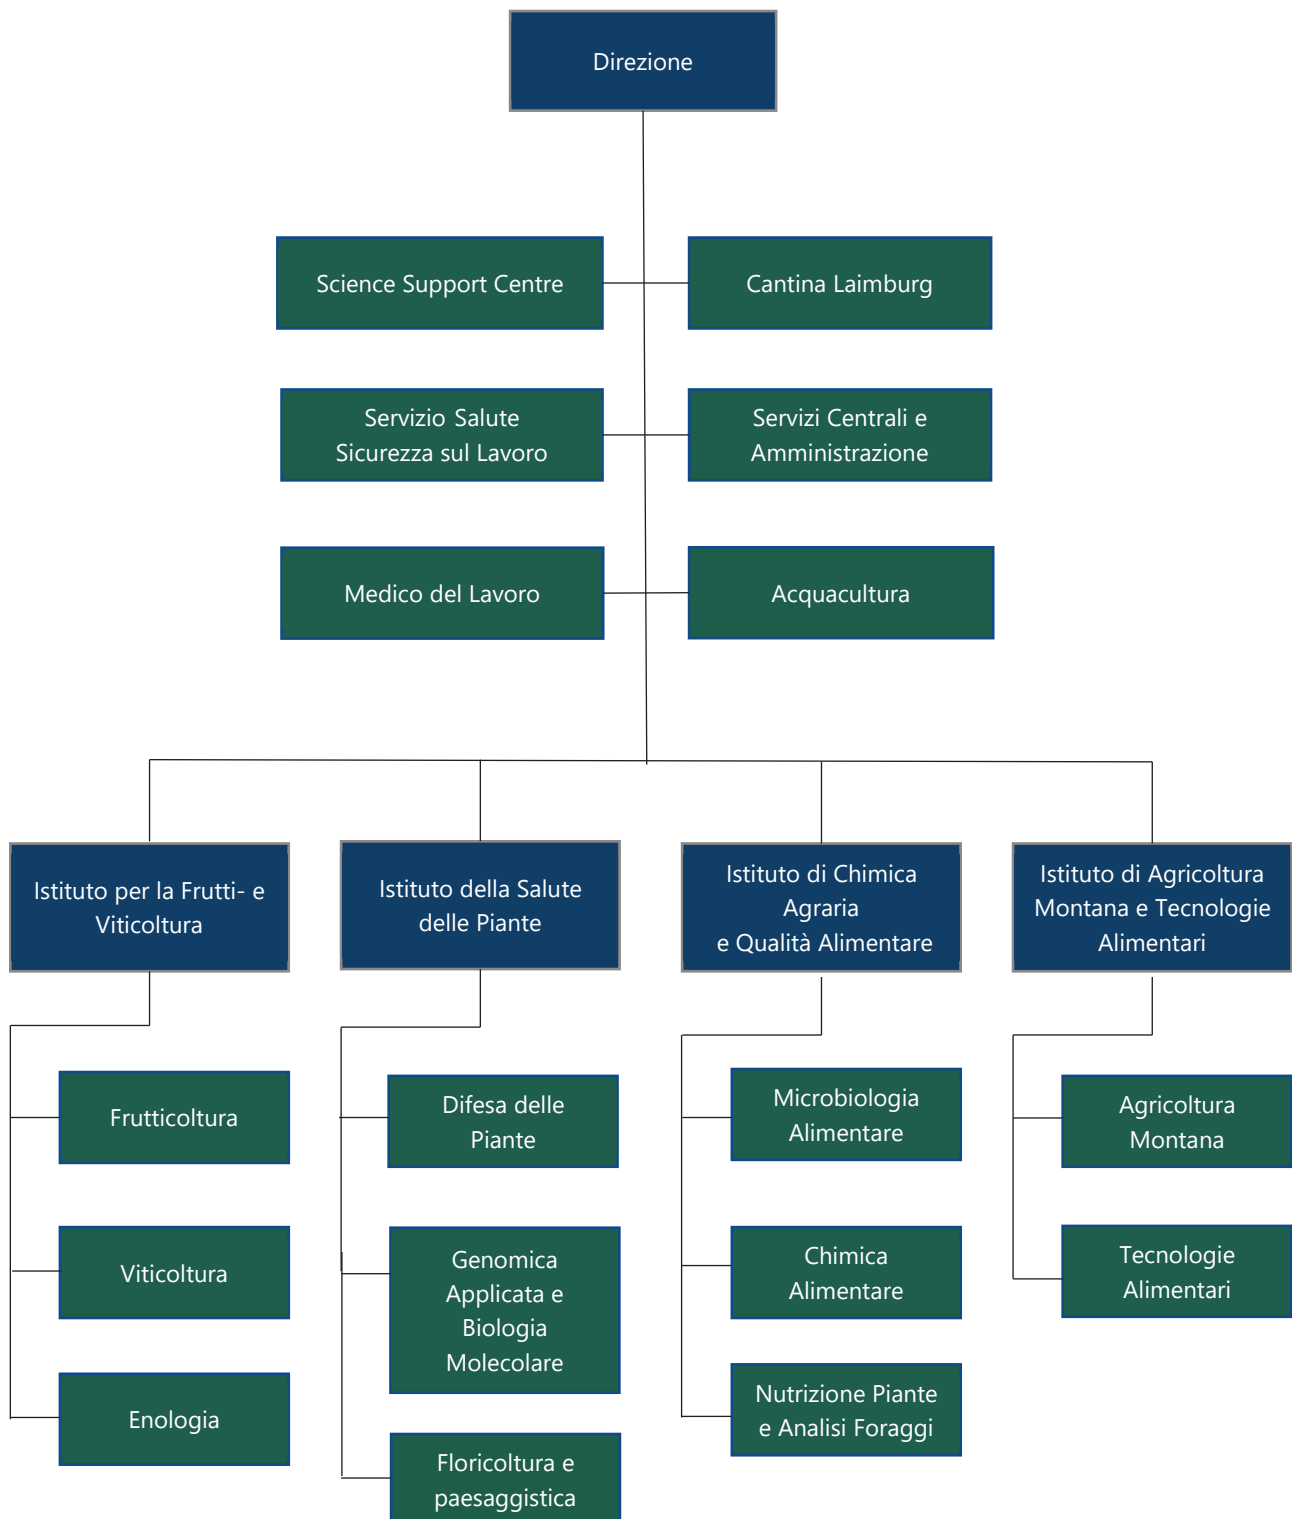 Direzione
Science Support Centre
Cantina Laimburg
Servizio Salute
Sicurezza sul Lavoro
Servizi Centrali e
Amministrazione
Medico del Lavoro
Acquacultura
Istituto per la Frutti- e
Viticoltura
Istituto della Salute
delle Piante
Istituto di Chimica
Agraria
e Qualità Alimentare
Istituto di Agricoltura
Montana e Tecnologie
Alimentari
Frutticoltura
Viticoltura
Enologia
Difesa delle
Piante
Genomica
Applicata e
Biologia
Molecolare
Floricoltura e
paesaggistica
Microbiologia
Alimentare
Chimica
Alimentare
Nutrizione Piante
e Analisi Foraggi
Agricoltura
Montana
Tecnologie
Alimentari